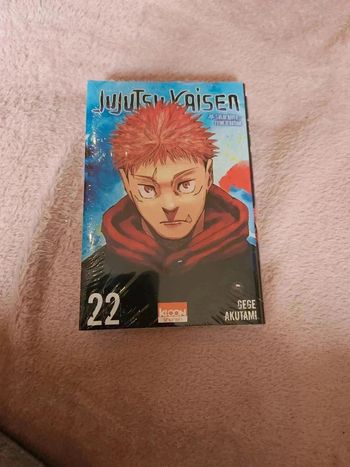 JUJUTSU KAISEN
22
KI-OON
GEGE
AKUTAMI